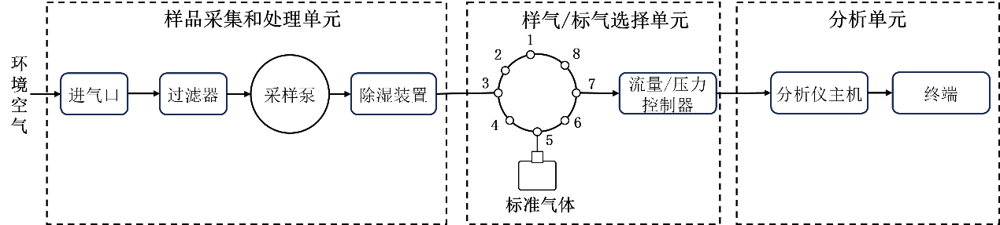 样品采集和处理单元
样气/标气选择单元
分析单元
环境空气
进气口
过滤器
采样泵
除湿装置
1
2
3
4
5
6
7
8
标准气体
流量/压力
控制器
分析仪主机
终端